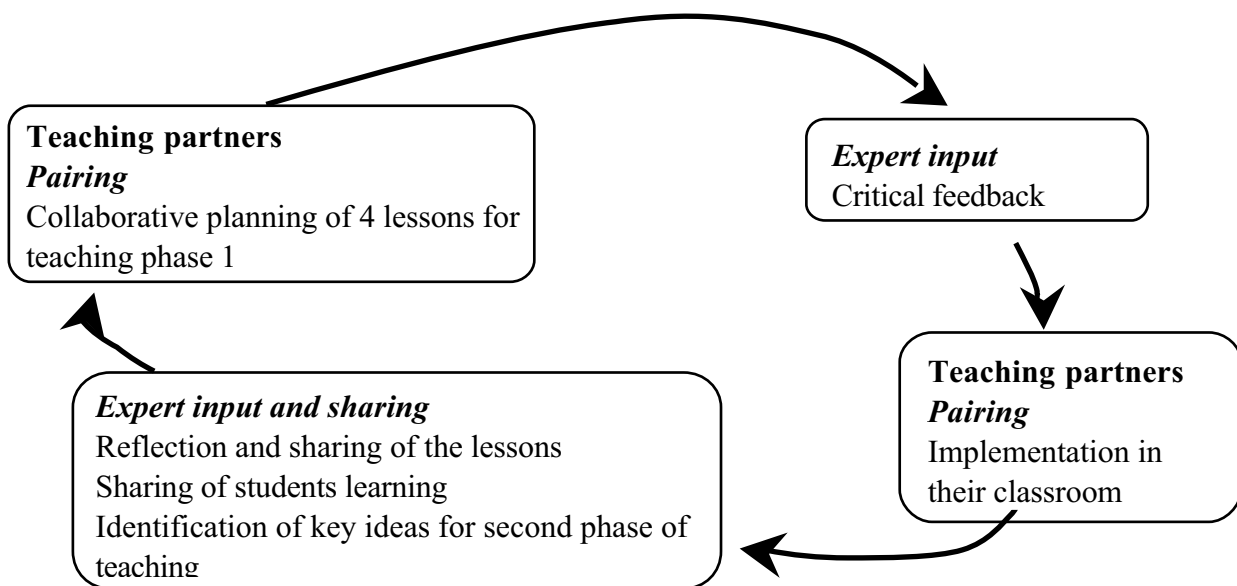 Teaching partners
Pairing
Collaborative planning of 4 lessons for
teaching phase 1
Expert input
Critical feedback
Teaching partners
Pairing
Implementation in
their classroom
Expert input and sharing
Reflection and sharing of the lessons
Sharing of students learning
Identification of key ideas for second phase of
teaching